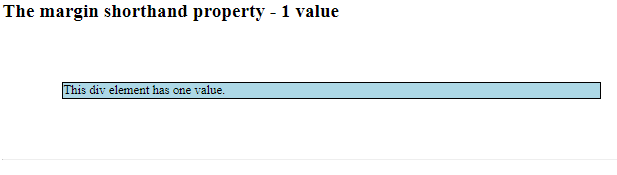 The margin shorthand property - 1 value
This div element has one value.